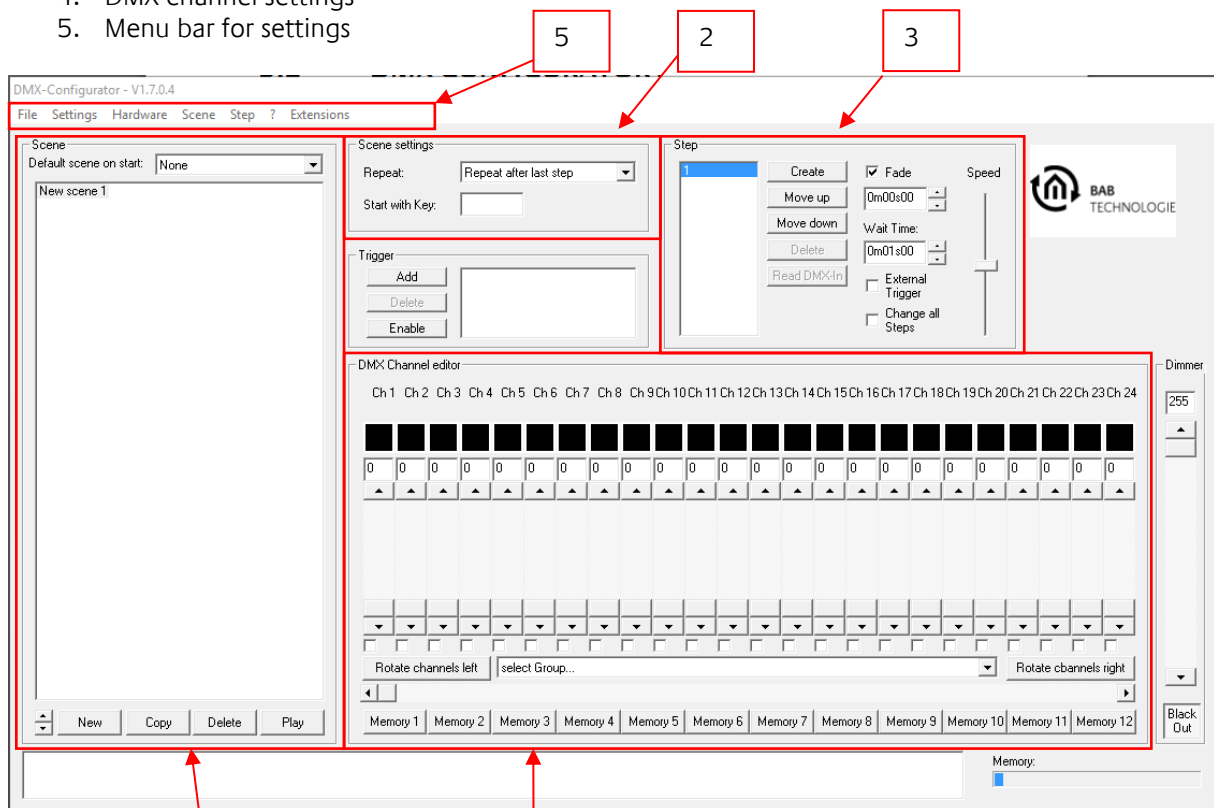 4. DMX channel settings
5. Menu bar for settings
5
2
3
DMX-Configurator - V1.7.0.4
File Settings Hardware Scene Step ? Extensions
Scene
Default scene on start: None
New scene 1
New Copy Delete Play
Scene settings
Repeat: Repeat after last step
Start with Key:
Trigger
Add
Delete
Enable
Step
1
Create
Move up
Move down
Delete
Read DMX-In
Fade
0m00s00
Wait Time:
0m01s00
External
Trigger
Change all
Steps
Speed
BAB
TECHNOLOGIE
DMX Channel editor
Ch 1 Ch 2 Ch 3 Ch 4 Ch 5 Ch 6 Ch 7 Ch 8 Ch 9 Ch 10 Ch 11 Ch 12 Ch 13 Ch 14 Ch 15 Ch 16 Ch 17 Ch 18 Ch 19 Ch 20 Ch 21 Ch 22 Ch 23 Ch 24
0 0 0 0 0 0 0 0 0 0 0 0 0 0 0 0 0 0 0 0 0 0 0 0
Rotate channels left select Group... Rotate channels right
Memory 1 Memory 2 Memory 3 Memory 4 Memory 5 Memory 6 Memory 7 Memory 8 Memory 9 Memory 10 Memory 11 Memory 12
Dimmer
255
Black
Out
Memory: